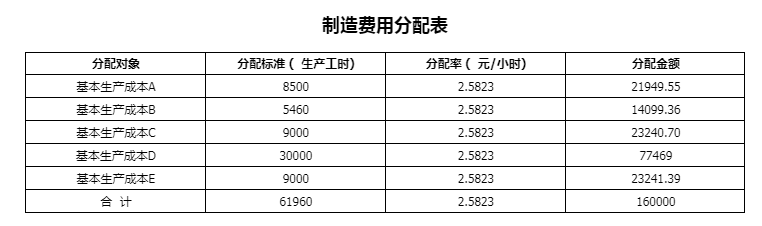 制造费用分配表
分配对象 分配标准（ 生产工时） 分配率（ 元/小时） 分配金额
基本生产成本A 8500 2.5823 21949.55
基本生产成本B 5460 2.5823 14099.36
基本生产成本C 9000 2.5823 23240.70
基本生产成本D 30000 2.5823 77469
基本生产成本E 9000 2.5823 23241.39
合 计 61960 2.5823 160000